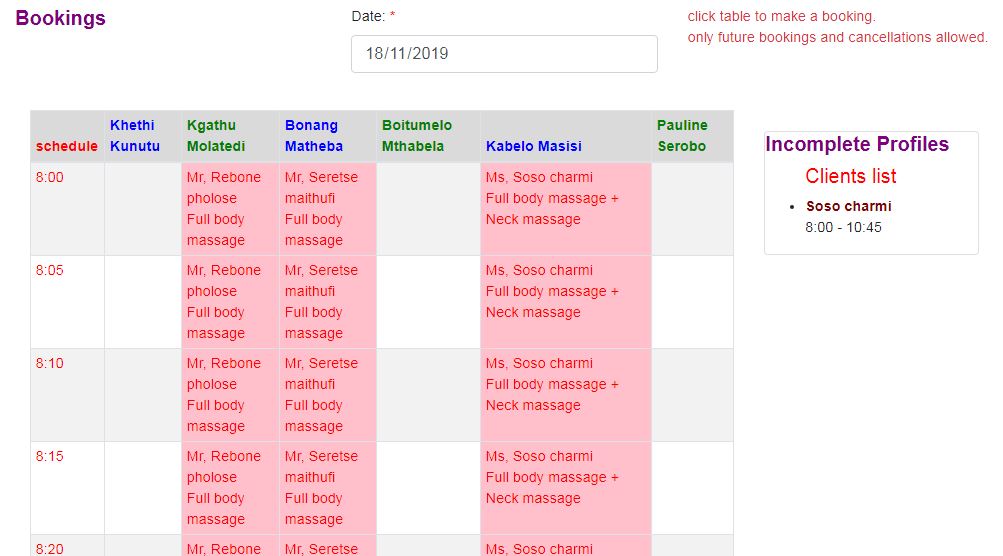 Bookings
Date: *
18/11/2019
click table to make a booking.
only future bookings and cancellations allowed.
schedule
Khethi
Kunutu
Kgathu
Molatedi
Bonang
Matheba
Boitumelo
Mthabela
Kabelo Masisi
Pauline
Serobo
8:00
Mr, Rebone
pholose
Full body
massage
Mr, Seretse
maithufi
Full body
massage
Ms, Soso charmi
Full body massage +
Neck massage
8:05
Mr, Rebone
pholose
Full body
massage
Mr, Seretse
maithufi
Full body
massage
Ms, Soso charmi
Full body massage +
Neck massage
8:10
Mr, Rebone
pholose
Full body
massage
Mr, Seretse
maithufi
Full body
massage
Ms, Soso charmi
Full body massage +
Neck massage
8:15
Mr, Rebone
pholose
Full body
massage
Mr, Seretse
maithufi
Full body
massage
Ms, Soso charmi
Full body massage +
Neck massage
8:20
Mr, Rebone
Mr, Seretse
Ms, Soso charmi
Incomplete Profiles
Clients list
• Soso charmi
8:00 - 10:45